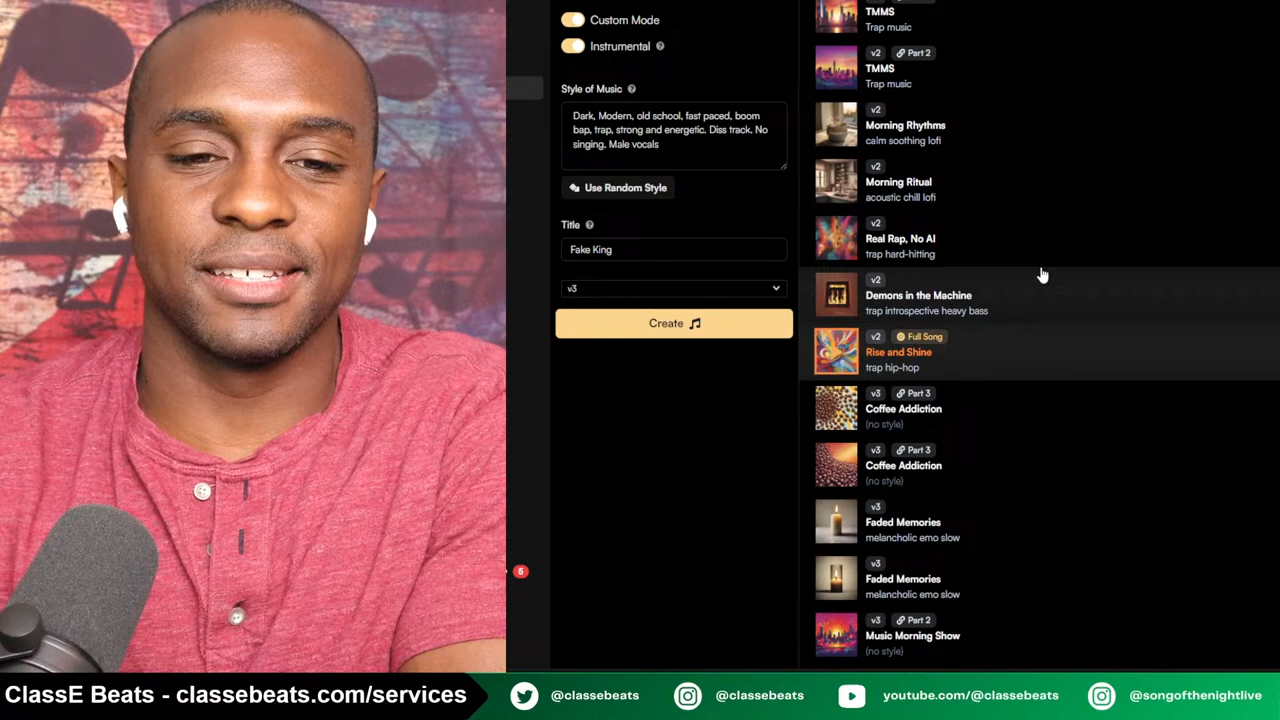 Custom Mode
Instrumental
Style of Music
Dark, Modern, old school, fast paced, boom
bap, trap, strong and energetic. Diss track. No
singing. Male vocals
Use Random Style
Title
Fake King
v3
Create
TMMS
Trap music
v2 Part 2
TMMS
Trap music
v2
Morning Rhythms
calm soothing lofi
v2
Morning Ritual
acoustic chill lofi
v2
Real Rap, No AI
trap hard-hitting
v2
Demons in the Machine
trap introspective heavy bass
v2 Full Song
Rise and Shine
trap hip-hop
v3 Part 3
Coffee Addiction
(no style)
v3 Part 3
Coffee Addiction
(no style)
v3
Faded Memories
melancholic emo slow
v3
Faded Memories
melancholic emo slow
v3 Part 2
Music Morning Show
(no style)
5
ClassE Beats - classebeats.com/services
@classebeats
@classebeats
youtube.com/@classebeats
@songofthenightlive